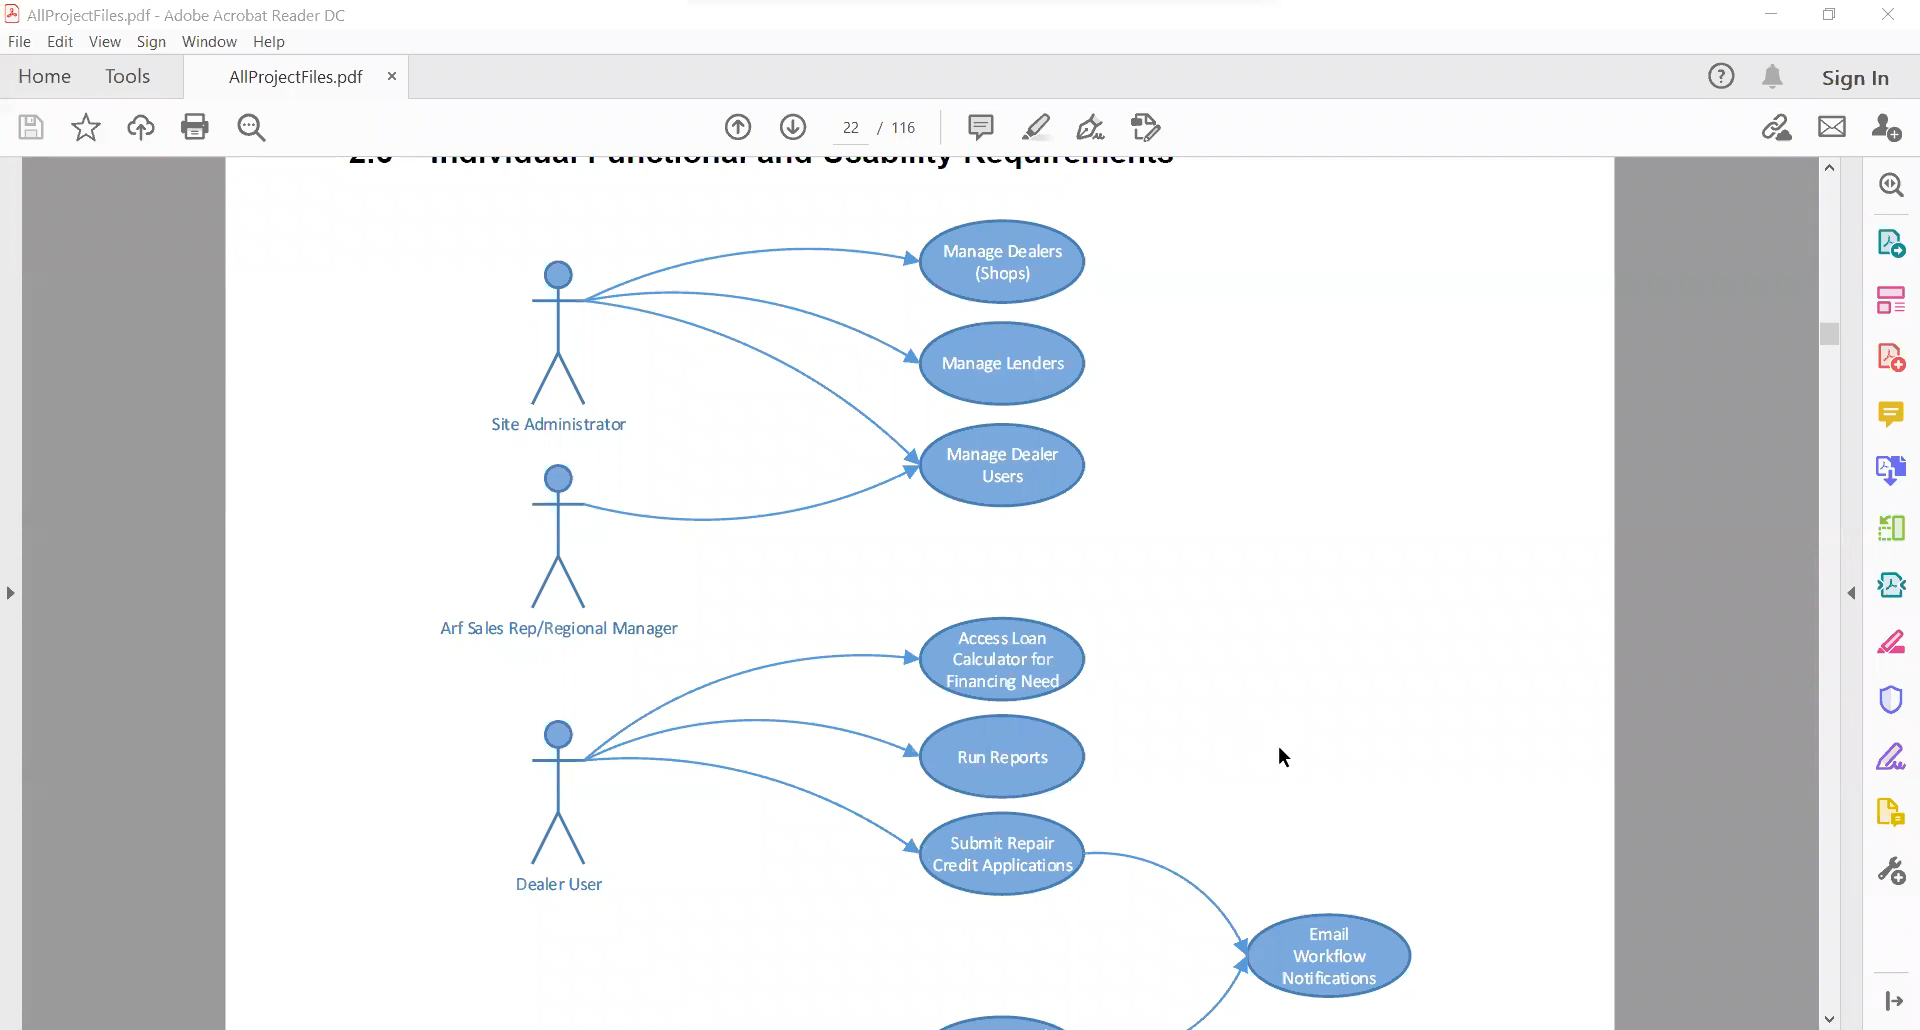 AllProjectFiles.pdf - Adobe Acrobat Reader DC
File Edit View Sign Window Help
Home Tools AllProjectFiles.pdf × Sign In
22 / 116
Individual Functional and Usability Requirements
Manage Dealers
(Shops)
Manage Lenders
Site Administrator
Manage Dealer
Users
Arf Sales Rep/Regional Manager
Access Loan
Calculator for
Financing Need
Run Reports
Submit Repair
Credit Applications
Dealer User
Email
Workflow
Notifications